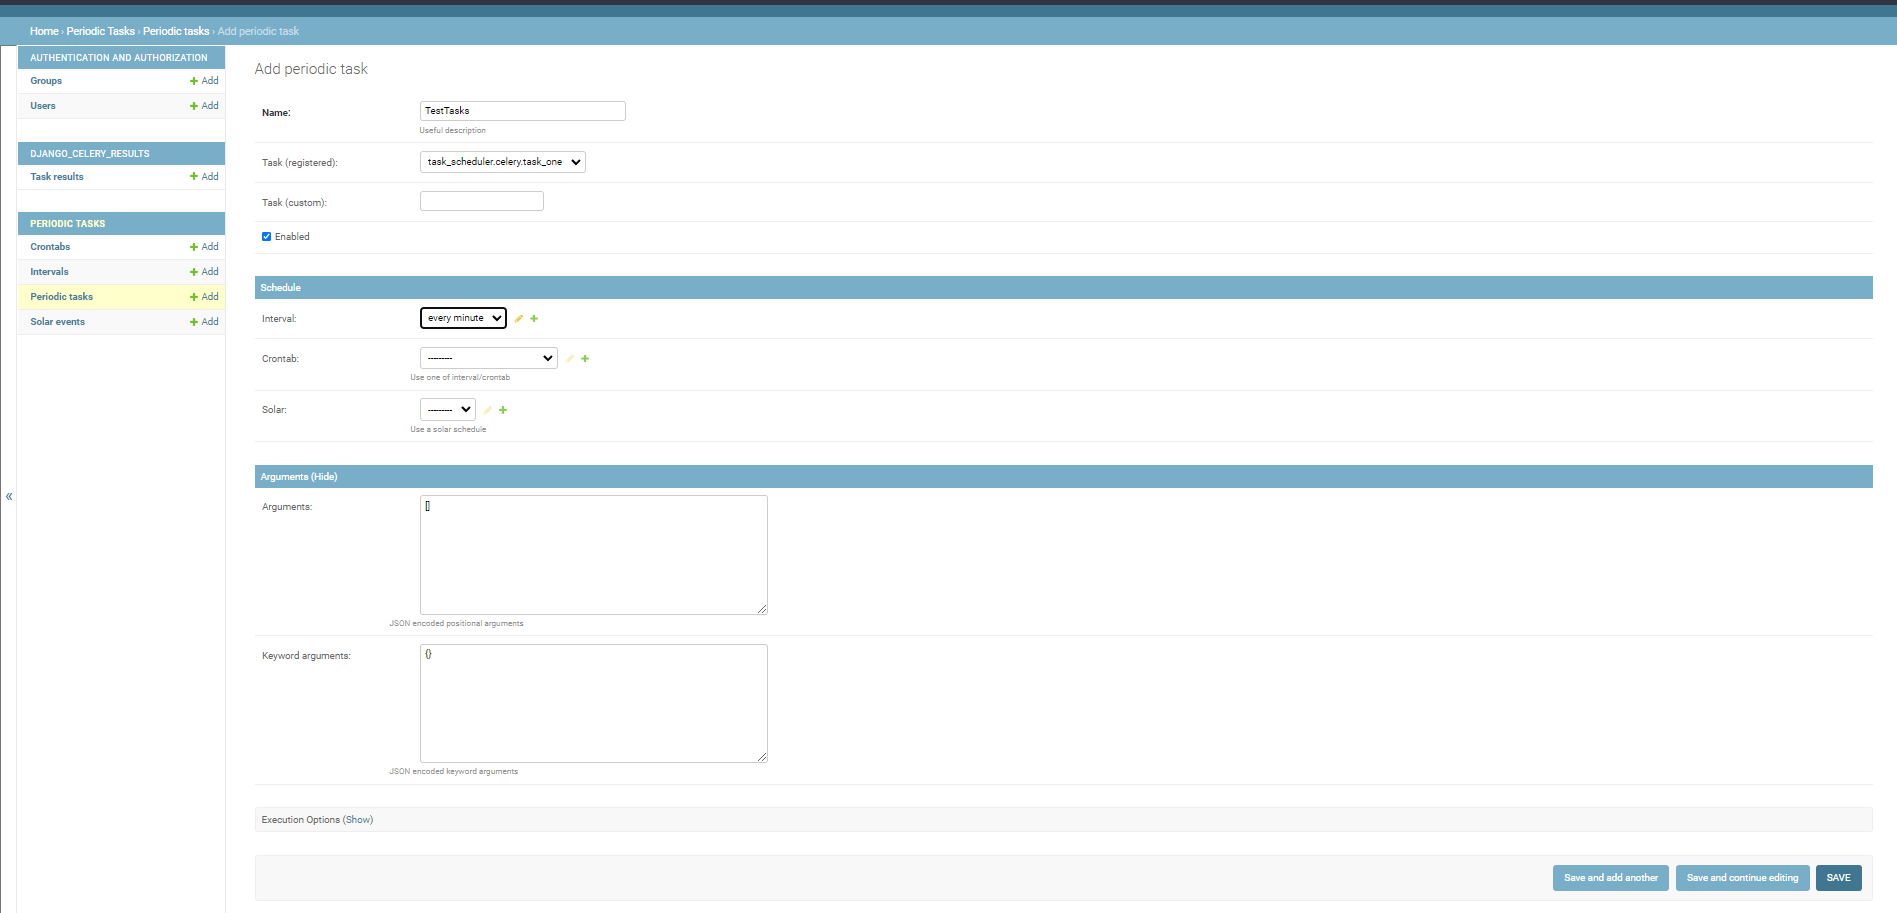 Home › Periodic Tasks › Periodic tasks › Add periodic task
AUTHENTICATION AND AUTHORIZATION
Groups
+ Add
Users
+ Add
DJANGO_CELERY_RESULTS
Task results
+ Add
PERIODIC TASKS
Crontabs
+ Add
Intervals
+ Add
Periodic tasks
+ Add
Solar events
+ Add
«
Add periodic task
Name:
TestTasks
Useful description
Task (registered):
task_scheduler.celery.task_one
Task (custom):
Enabled
Schedule
Interval:
every minute
Crontab:
---------
Use one of interval/crontab
Solar:
---------
Use a solar schedule
Arguments (Hide)
Arguments:
[]
JSON encoded positional arguments
Keyword arguments:
{}
JSON encoded keyword arguments
Execution Options (Show)
Save and add another
Save and continue editing
SAVE